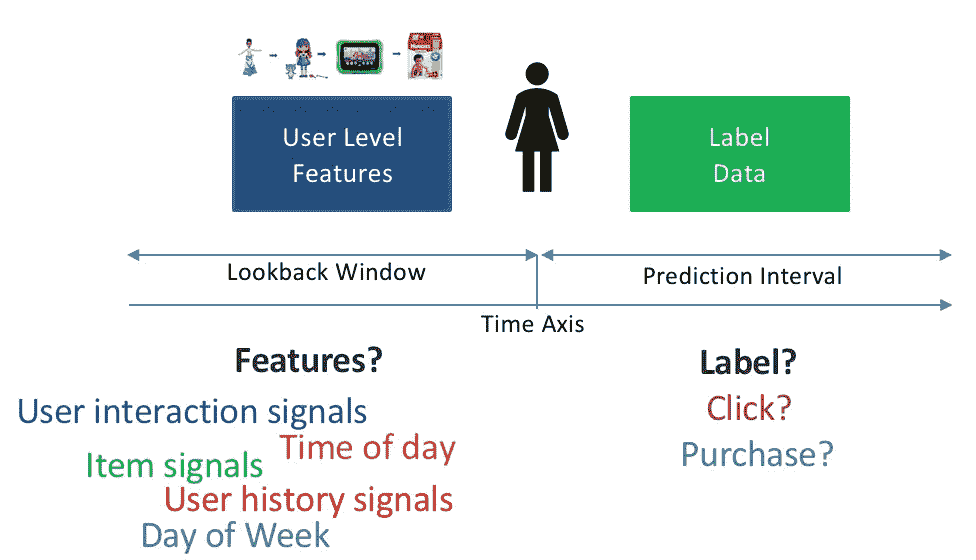 HUGGIES
User Level
Features
Label
Data
Lookback Window
Prediction Interval
Time Axis
Features?
Label?
User interaction signals
Click?
Time of day
Purchase?
Item signals
User history signals
Day of Week